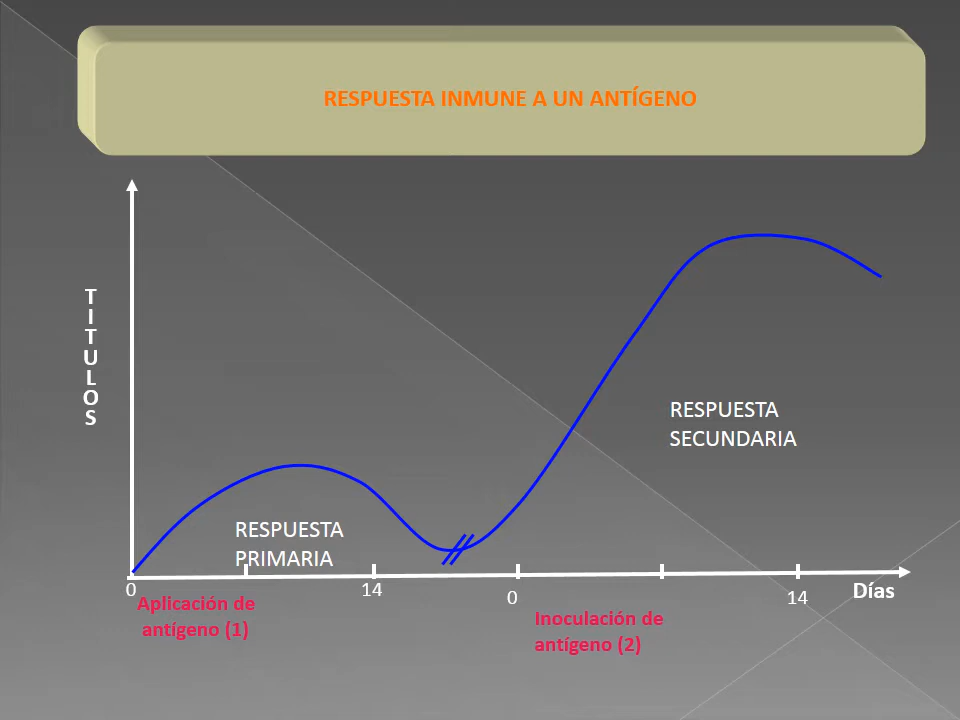 RESPUESTA INMUNE A UN ANTÍGENO
TITULOS
RESPUESTA
SECUNDARIA
RESPUESTA
PRIMARIA
0
14
0
14
Días
Aplicación de
antígeno (1)
Inoculación de
antígeno (2)